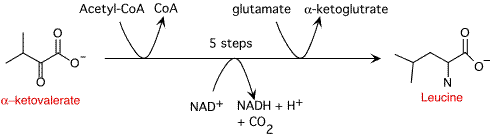 Acetyl-CoA CoA glutamate α-ketoglutrate
5 steps
O
O⁻
O
O
O⁻
N
α-ketovalerate
Leucine
NAD⁺ NADH + H⁺
+ CO₂